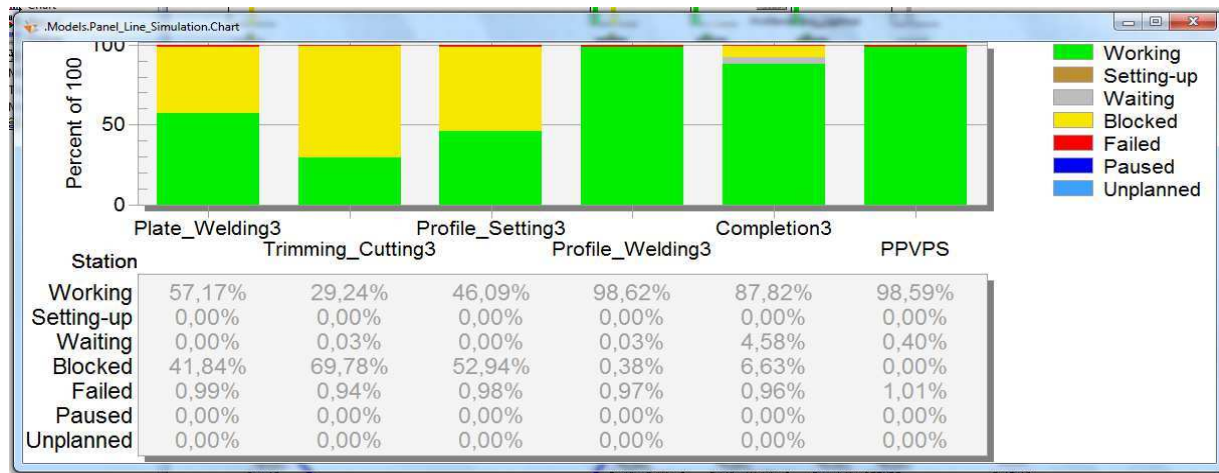 .Models.Panel_Line_Simulation.Chart
Percent of 100
100
50
0
Working
Setting-up
Waiting
Blocked
Failed
Paused
Unplanned
Plate_Welding3 Profile_Setting3 Completion3
Trimming_Cutting3 Profile_Welding3 PPVPS
Station
Working 57,17% 29,24% 46,09% 98,62% 87,82% 98,59%
Setting-up 0,00% 0,00% 0,00% 0,00% 0,00% 0,00%
Waiting 0,00% 0,03% 0,00% 0,03% 4,58% 0,40%
Blocked 41,84% 69,78% 52,94% 0,38% 6,63% 0,00%
Failed 0,99% 0,94% 0,98% 0,97% 0,96% 1,01%
Paused 0,00% 0,00% 0,00% 0,00% 0,00% 0,00%
Unplanned 0,00% 0,00% 0,00% 0,00% 0,00% 0,00%